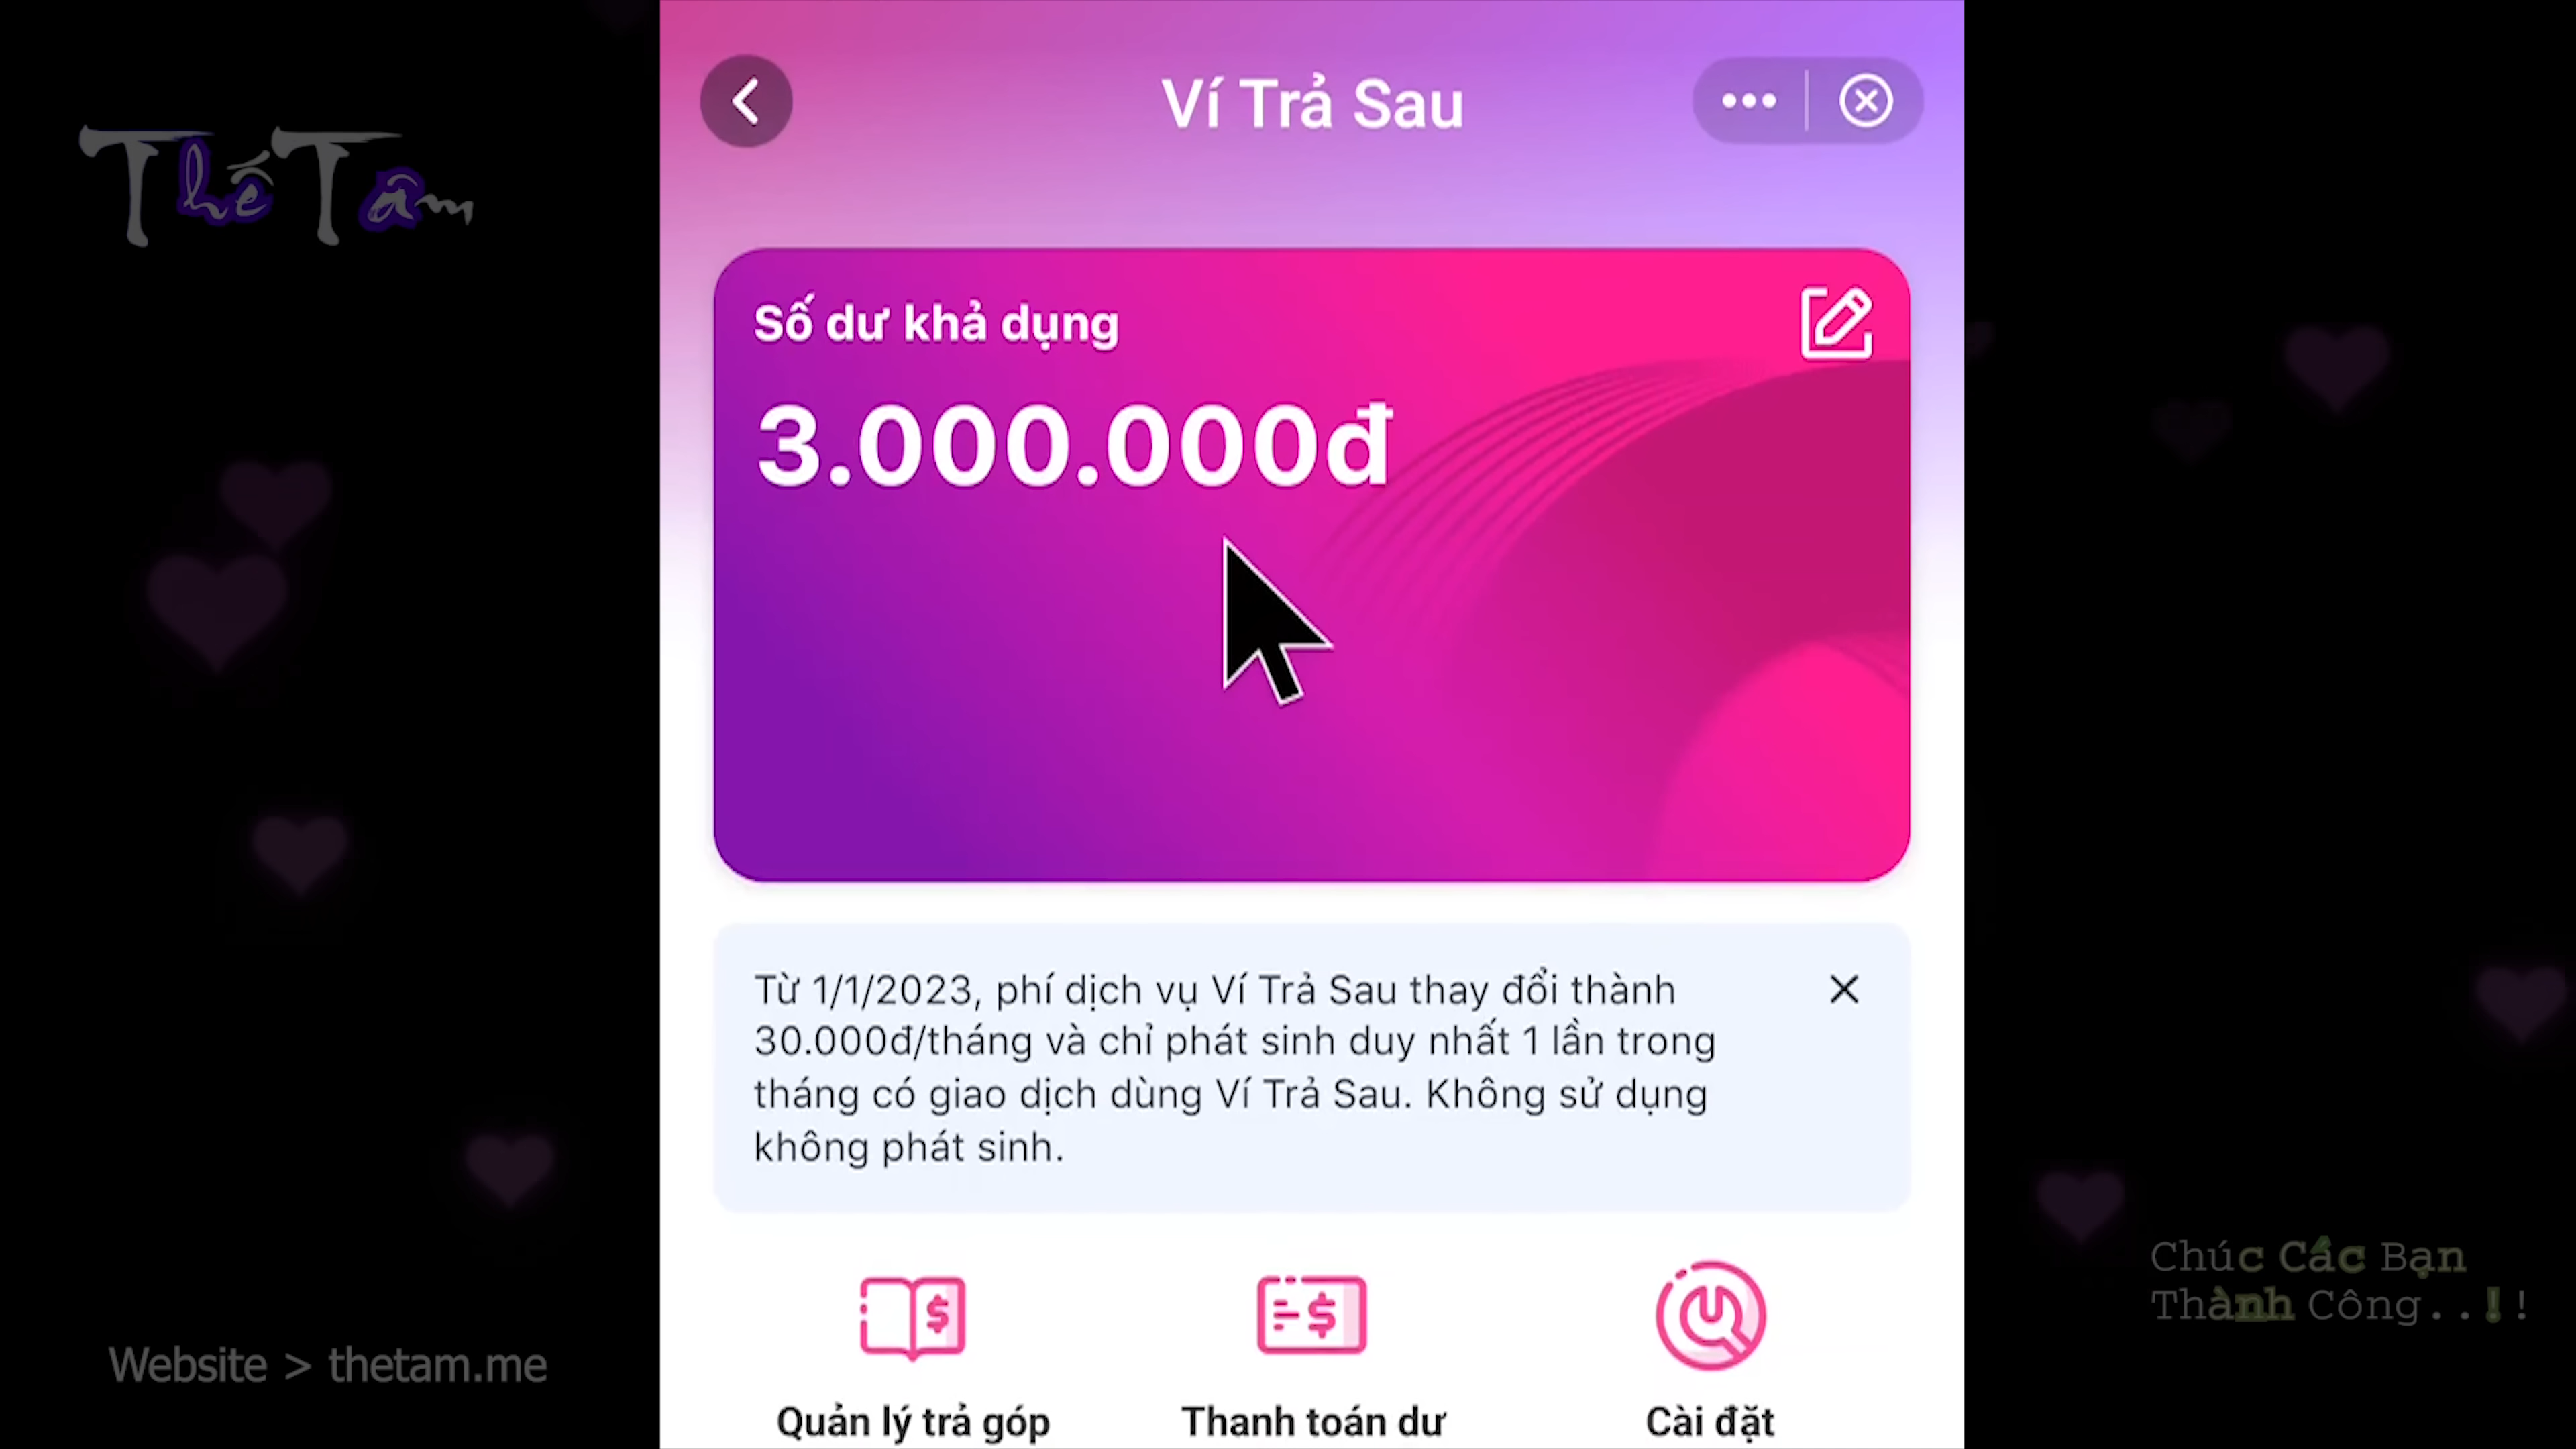 Thế Tâm
Ví Trả Sau
Số dư khả dụng
3.000.000đ
Từ 1/1/2023, phí dịch vụ Ví Trả Sau thay đổi thành
30.000đ/tháng và chỉ phát sinh duy nhất 1 lần trong
tháng có giao dịch dùng Ví Trả Sau. Không sử dụng
không phát sinh.
Quản lý trả góp
Thanh toán dư
Cài đặt
Website > thetam.me
Chúc Các Bạn
Thành Công..!!